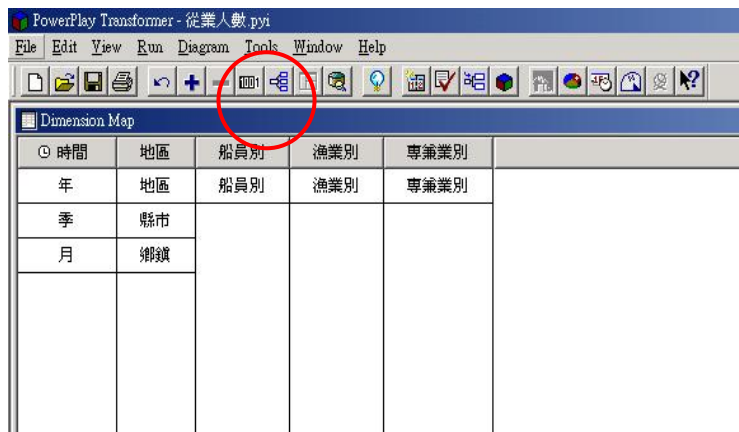 PowerPlay Transformer - 從業人數.pyi
File Edit View Run Diagram Tools Window Help
Dimension Map
時間 地區 船員別 漁業別 專兼業別
年 地區 船員別 漁業別 專兼業別
季 縣市
月 鄉鎮